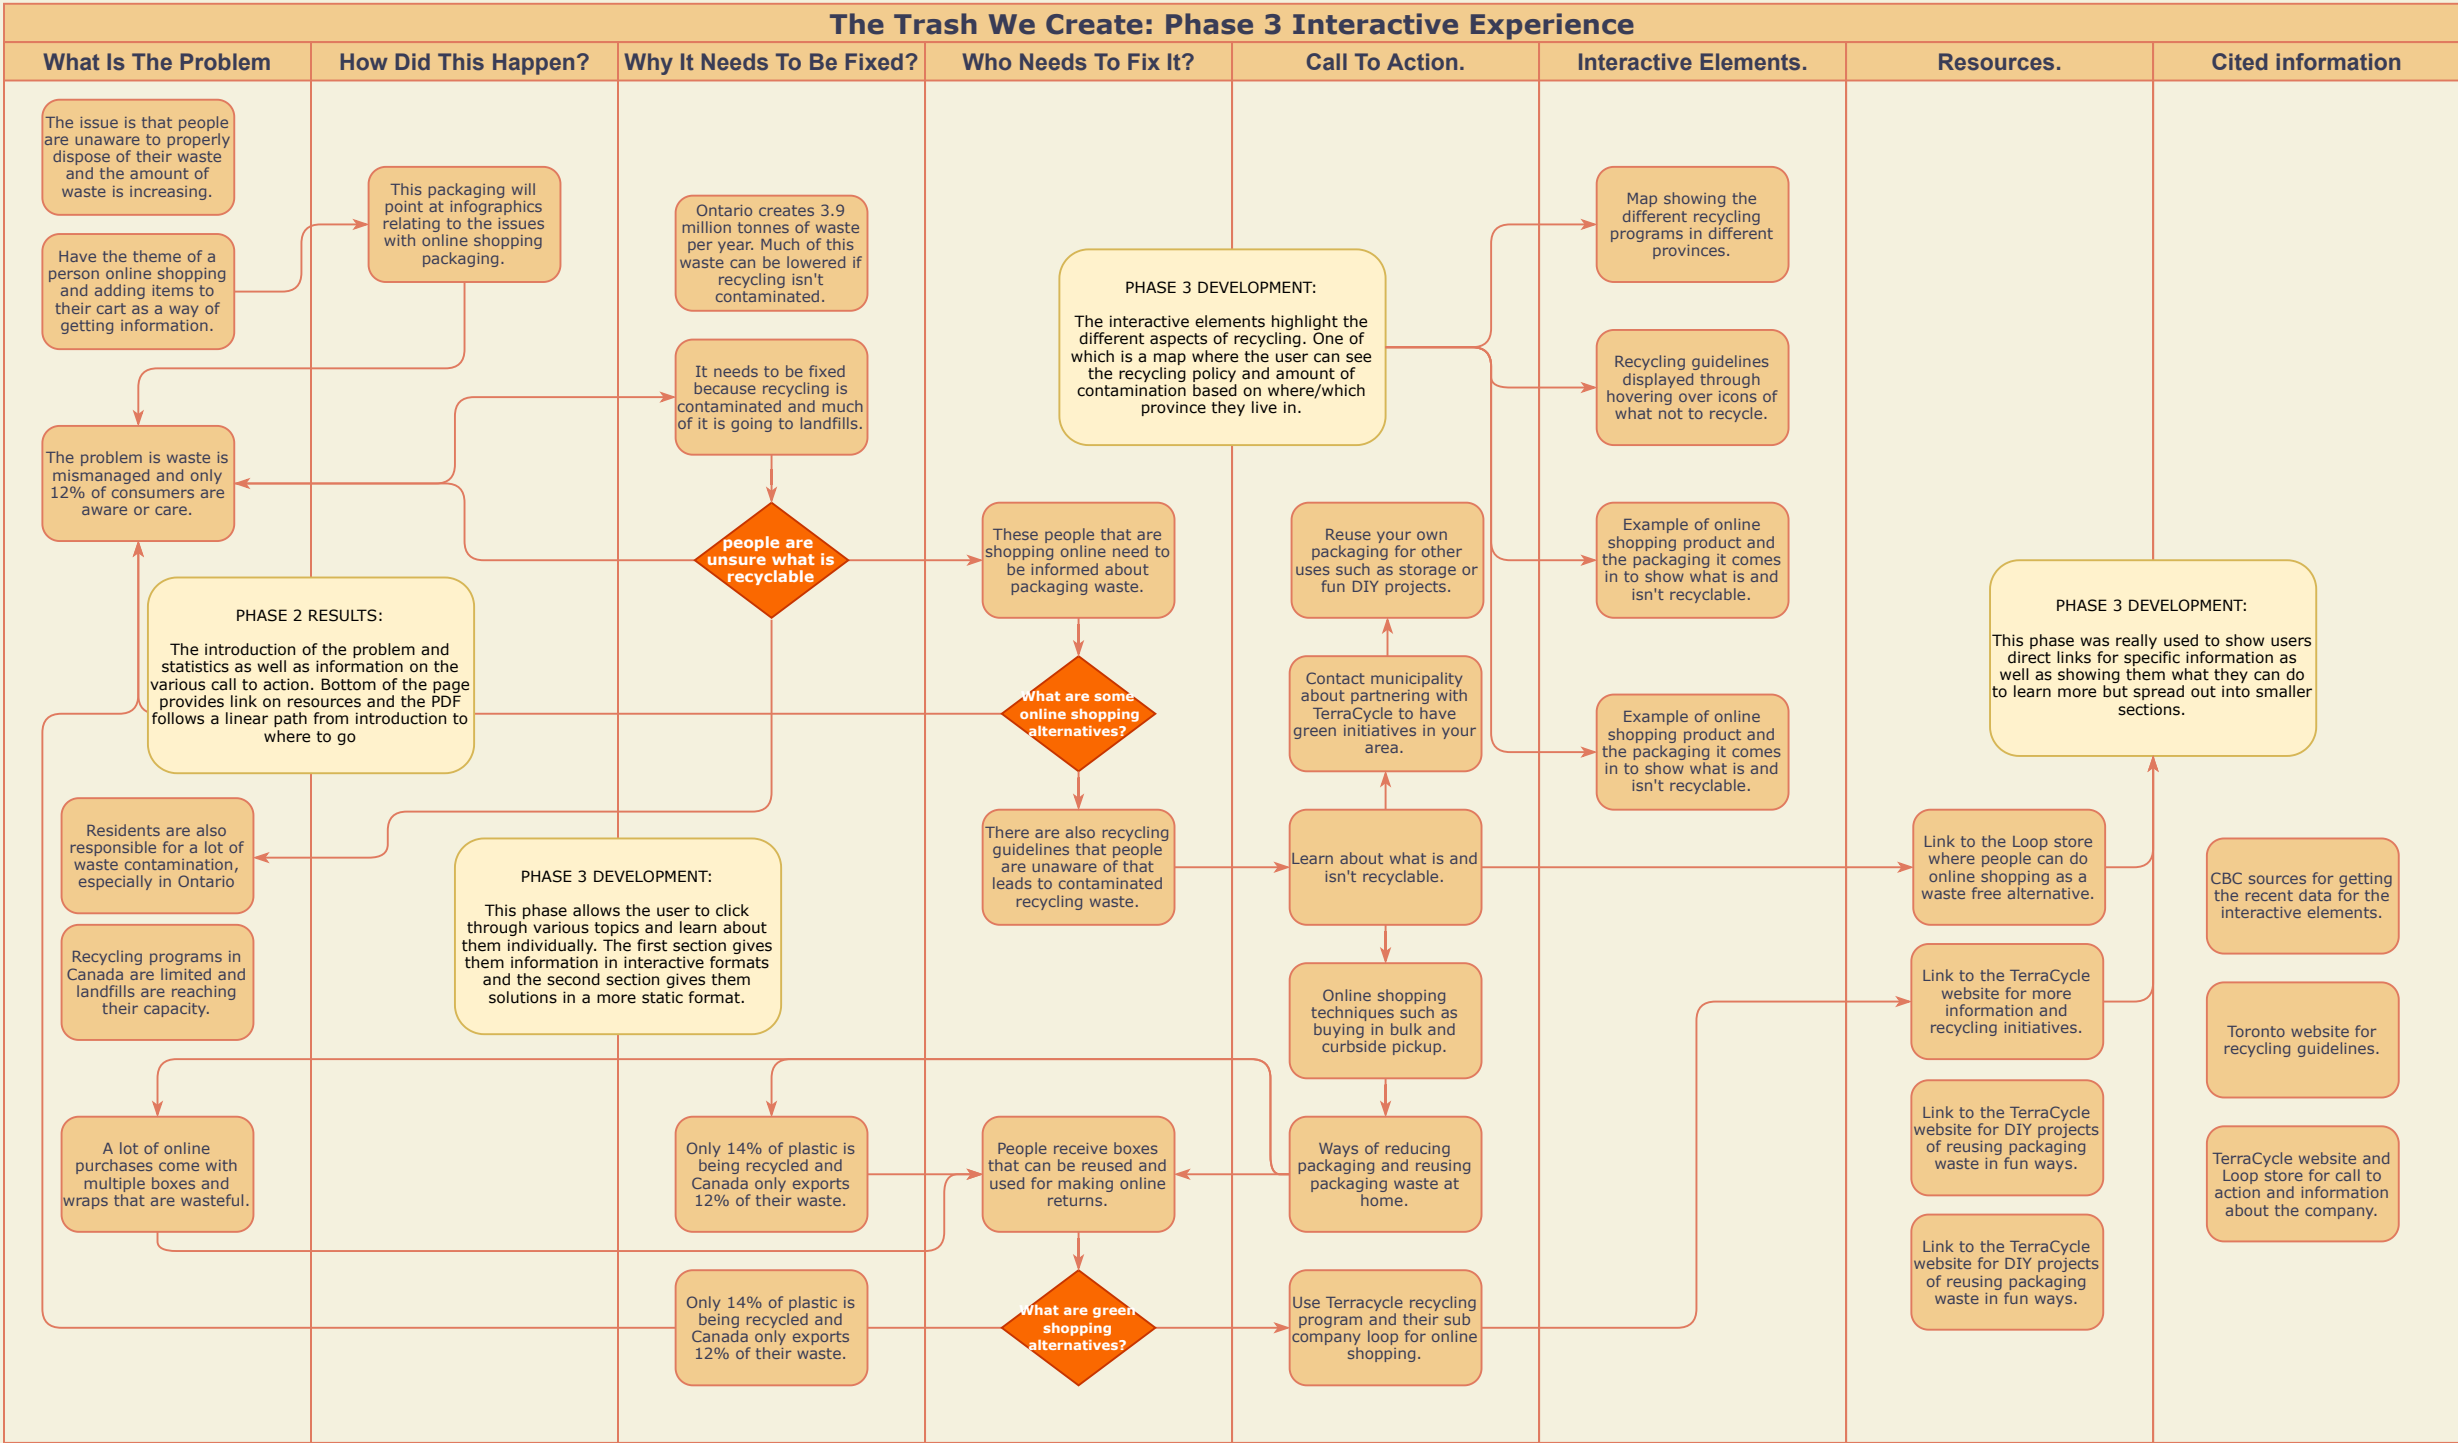 The Trash We Create: Phase 3 Interactive Experience
What Is The Problem
How Did This Happen?
Why It Needs To Be Fixed?
Who Needs To Fix It?
Call To Action.
Interactive Elements.
Resources.
Cited information
The issue is that people
are unaware to properly
dispose of their waste
and the amount of
waste is increasing.
Have the theme of a
person online shopping
and adding items to
their cart as a way of
getting information.
The problem is waste is
mismanaged and only
12% of consumers are
aware or care.
PHASE 2 RESULTS:
The introduction of the problem and
statistics as well as information on the
various call to action. Bottom of the page
provides link on resources and the PDF
follows a linear path from introduction to
where to go
Residents are also
responsible for a lot of
waste contamination,
especially in Ontario
Recycling programs in
Canada are limited and
landfills are reaching
their capacity.
A lot of online
purchases come with
multiple boxes and
wraps that are wasteful.
This packaging will
point at infographics
relating to the issues
with online shopping
packaging.
PHASE 3 DEVELOPMENT:
This phase allows the user to click
through various topics and learn about
them individually. The first section gives
them information in interactive formats
and the second section gives them
solutions in a more static format.
Ontario creates 3.9
million tonnes of waste
per year. Much of this
waste can be lowered if
recycling isn't
contaminated.
It needs to be fixed
because recycling is
contaminated and much
of it is going to landfills.
people are
unsure what is
recyclable
Only 14% of plastic is
being recycled and
Canada only exports
12% of their waste.
Only 14% of plastic is
being recycled and
Canada only exports
12% of their waste.
PHASE 3 DEVELOPMENT:
The interactive elements highlight the
different aspects of recycling. One of
which is a map where the user can see
the recycling policy and amount of
contamination based on where/which
province they live in.
These people that are
shopping online need to
be informed about
packaging waste.
What are some
online shopping
alternatives?
There are also recycling
guidelines that people
are unaware of that
leads to contaminated
recycling waste.
People receive boxes
that can be reused and
used for making online
returns.
What are green
shopping
alternatives?
Reuse your own
packaging for other
uses such as storage or
fun DIY projects.
Contact municipality
about partnering with
TerraCycle to have
green initiatives in your
area.
Learn about what is and
isn't recyclable.
Online shopping
techniques such as
buying in bulk and
curbside pickup.
Ways of reducing
packaging and reusing
packaging waste at
home.
Use Terracycle recycling
program and their sub
company loop for online
shopping.
Map showing the
different recycling
programs in different
provinces.
Recycling guidelines
displayed through
hovering over icons of
what not to recycle.
Example of online
shopping product and
the packaging it comes
in to show what is and
isn't recyclable.
Example of online
shopping product and
the packaging it comes
in to show what is and
isn't recyclable.
PHASE 3 DEVELOPMENT:
This phase was really used to show users
direct links for specific information as
well as showing them what they can do
to learn more but spread out into smaller
sections.
Link to the Loop store
where people can do
online shopping as a
waste free alternative.
Link to the TerraCycle
website for more
information and
recycling initiatives.
Link to the TerraCycle
website for DIY projects
of reusing packaging
waste in fun ways.
Link to the TerraCycle
website for DIY projects
of reusing packaging
waste in fun ways.
CBC sources for getting
the recent data for the
interactive elements.
Toronto website for
recycling guidelines.
TerraCycle website and
Loop store for call to
action and information
about the company.